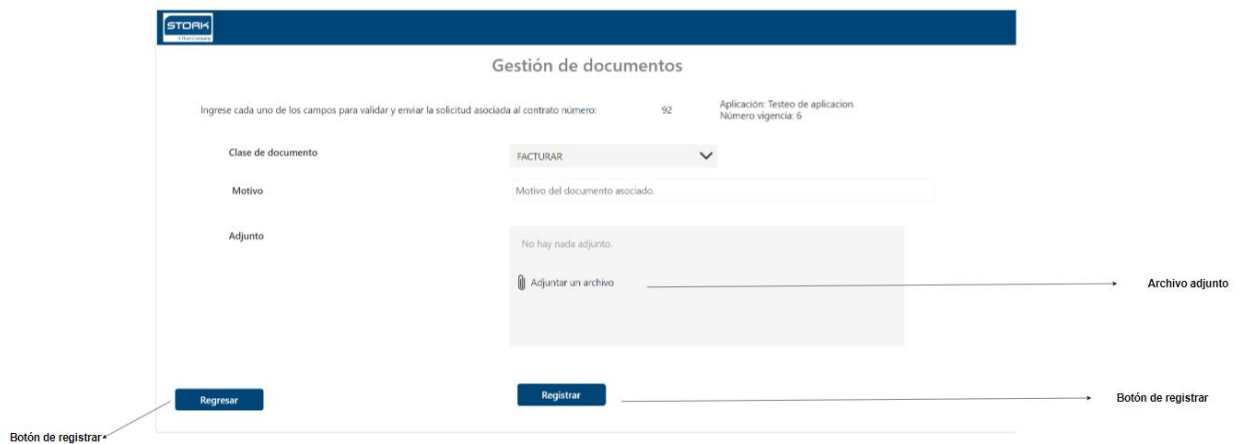 STORK
A Fluor Company
Gestión de documentos
Ingrese cada uno de los campos para validar y enviar la solicitud asociada al contrato número: 92
Aplicación: Testeo de aplicacion
Número vigencia: 6
Clase de documento
FACTURAR
Motivo
Motivo del documento asociado.
Adjunto
No hay nada adjunto.
Adjuntar un archivo
Archivo adjunto
Regresar
Registrar
Botón de registrar
Botón de registrar